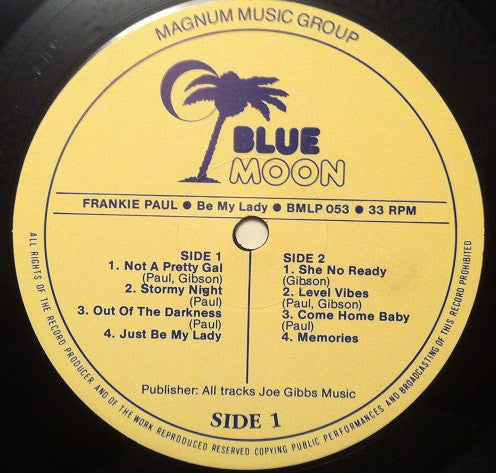 MAGNUM MUSIC GROUP
BLUE
MOON
FRANKIE PAUL ● Be My Lady ● BMLP 053 ● 33 RPM
SIDE 1
1. Not A Pretty Gal
(Paul, Gibson)
2. Stormy Night
(Paul)
3. Out Of The Darkness
(Paul)
4. Just Be My Lady
SIDE 2
1. She No Ready
(Gibson)
2. Level Vibes
(Paul, Gibson)
3. Come Home Baby
(Paul)
4. Memories
Publisher: All tracks Joe Gibbs Music
SIDE 1
ALL RIGHTS OF THE RECORD PRODUCER AND OF THE WORK REPRODUCED RESERVED COPYING PUBLIC PERFORMANCES AND BROADCASTING OF THIS RECORD PROHIBITED